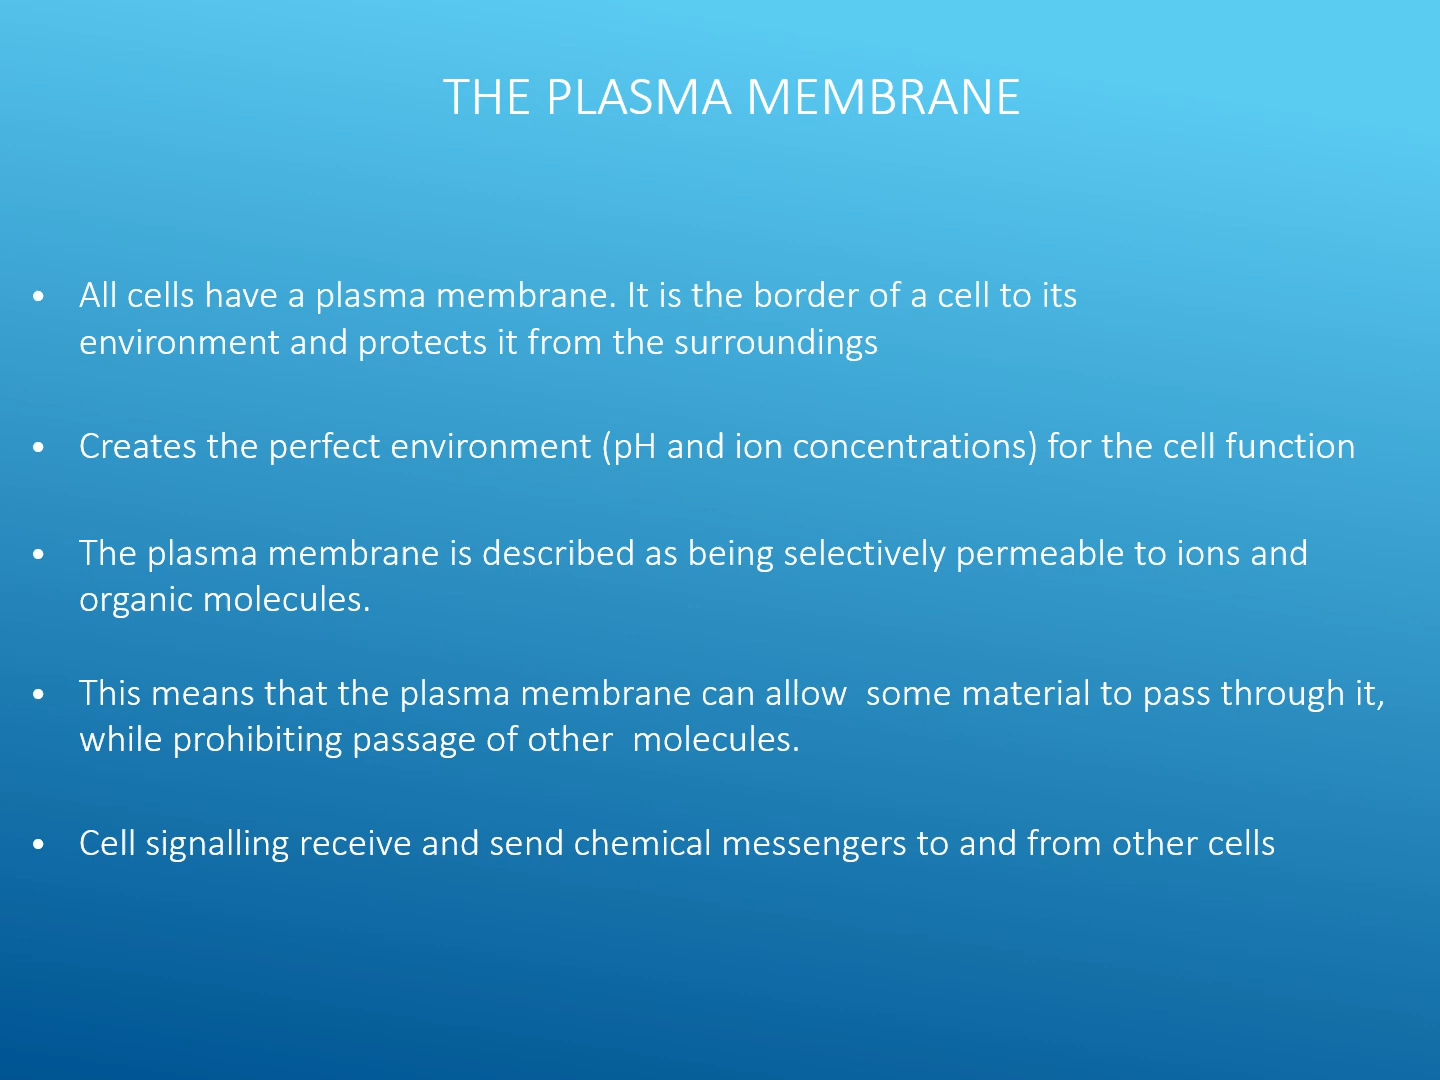 THE PLASMA MEMBRANE
• All cells have a plasma membrane. It is the border of a cell to its
environment and protects it from the surroundings
• Creates the perfect environment (pH and ion concentrations) for the cell function
• The plasma membrane is described as being selectively permeable to ions and
organic molecules.
• This means that the plasma membrane can allow  some material to pass through it,
while prohibiting passage of other  molecules.
• Cell signalling receive and send chemical messengers to and from other cells